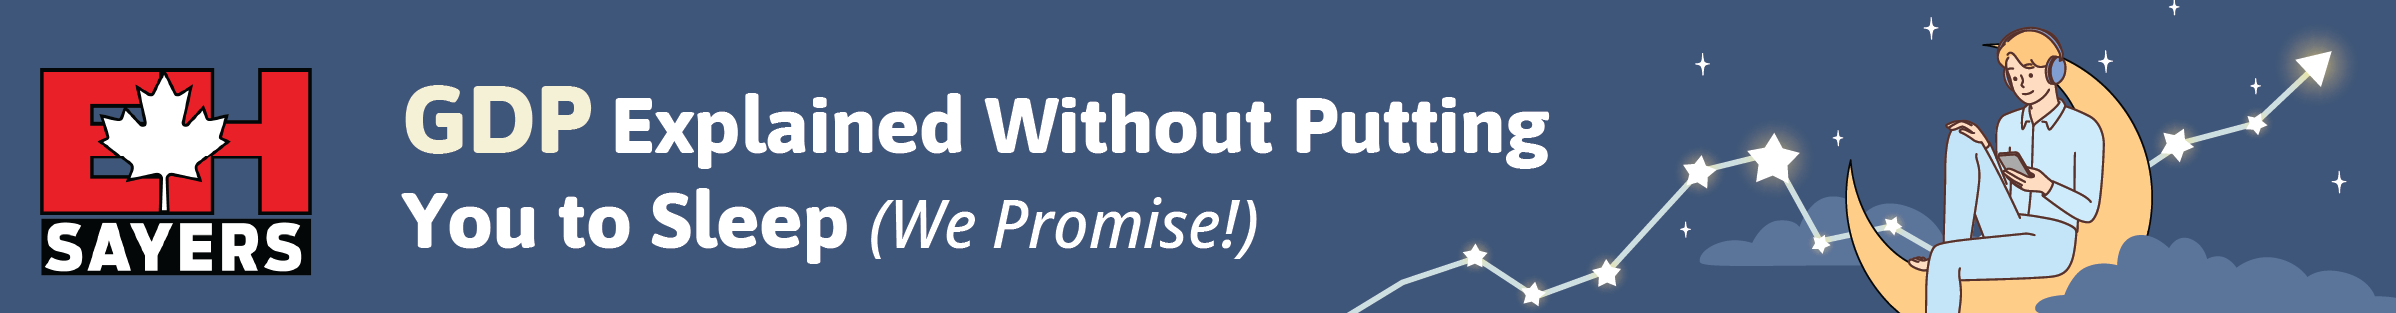 EH
SAYERS
GDP Explained Without Putting
You to Sleep (We Promise!)